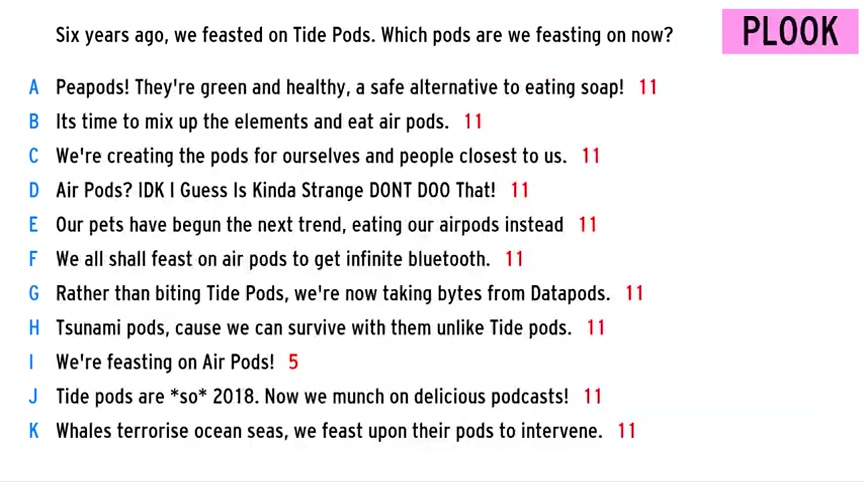 Six years ago, we feasted on Tide Pods. Which pods are we feasting on now?
PLOOK
A Peapods! They're green and healthy, a safe alternative to eating soap! 11
B Its time to mix up the elements and eat air pods. 11
C We're creating the pods for ourselves and people closest to us. 11
D Air Pods? IDK I Guess Is Kinda Strange DONT DOO That! 11
E Our pets have begun the next trend, eating our airpods instead 11
F We all shall feast on air pods to get infinite bluetooth. 11
G Rather than biting Tide Pods, we're now taking bytes from Datapods. 11
H Tsunami pods, cause we can survive with them unlike Tide pods. 11
I We're feasting on Air Pods! 5
J Tide pods are *so* 2018. Now we munch on delicious podcasts! 11
K Whales terrorise ocean seas, we feast upon their pods to intervene. 11